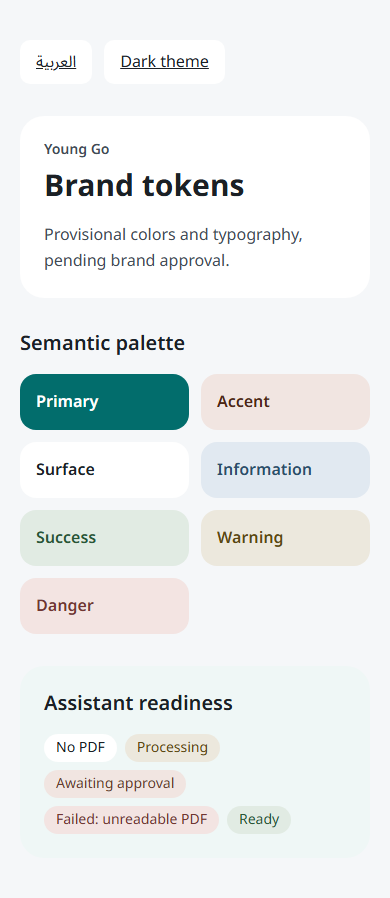 العربية
Dark theme
Young Go
Brand tokens
Provisional colors and typography,
pending brand approval.
Semantic palette
Primary
Accent
Surface
Information
Success
Warning
Danger
Assistant readiness
No PDF
Processing
Awaiting approval
Failed: unreadable PDF
Ready